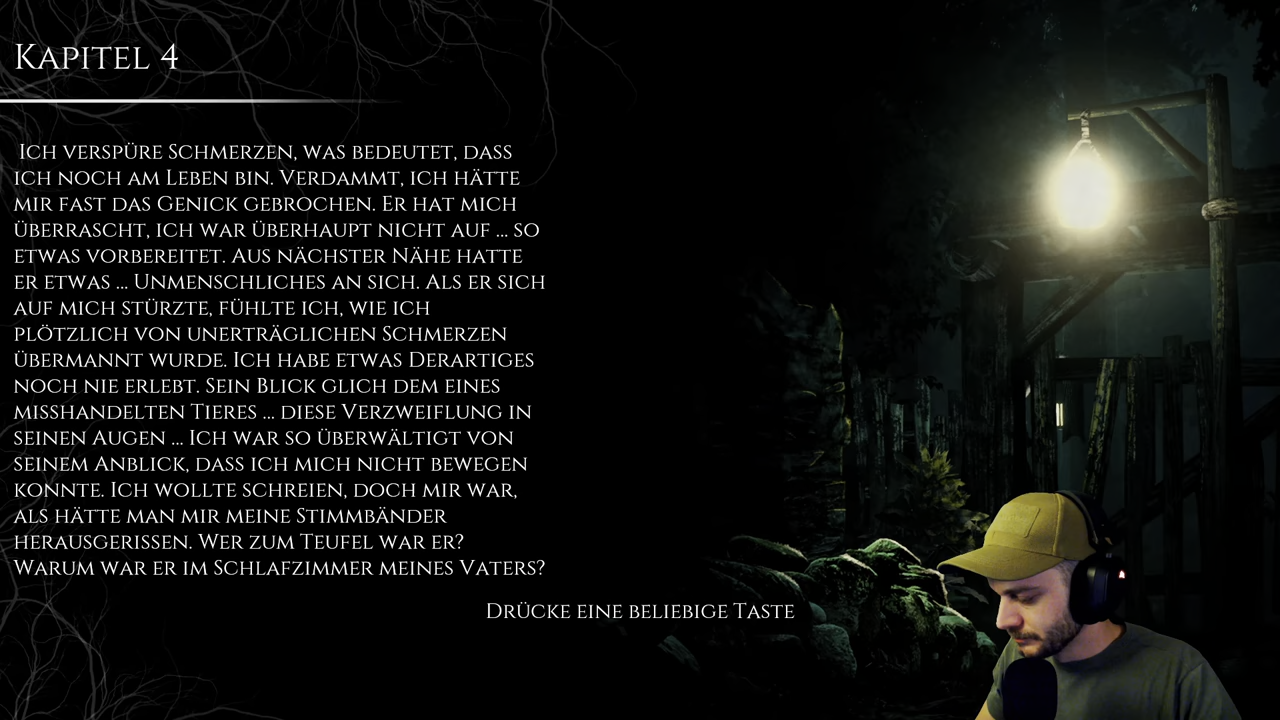 Kapitel 4
Ich verspüre Schmerzen, was bedeutet, dass
ich noch am Leben bin. Verdammt, ich hätte
mir fast das Genick gebrochen. Er hat mich
überrascht, ich war überhaupt nicht auf ... so
etwas vorbereitet. Aus nächster Nähe hatte
er etwas ... Unmenschliches an sich. Als er sich
auf mich stürzte, fühlte ich, wie ich
plötzlich von unerträglichen Schmerzen
übermannt wurde. Ich habe etwas Derartiges
noch nie erlebt. Sein Blick glich dem eines
misshandelten Tieres ... diese Verzweiflung in
seinen Augen ... Ich war so überwältigt von
seinem Anblick, dass ich mich nicht bewegen
konnte. Ich wollte schreien, doch mir war,
als hätte man mir meine Stimmbänder
herausgerissen. Wer zum Teufel war er?
Warum war er im Schlafzimmer meines Vaters?
Drücke eine beliebige Taste